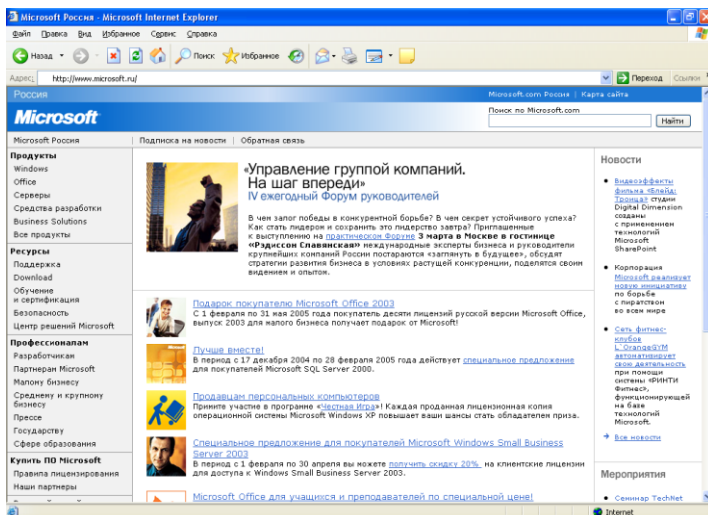 Microsoft Россия - Microsoft Internet Explorer
Файл Правка Вид Избранное Сервис Справка
Назад Поиск Избранное
Адрес: http://www.microsoft.ru/ Переход Ссылки
Россия Microsoft.com Россия | Карта сайта
Microsoft
Поиск по Microsoft.com
Найти
Microsoft Россия | Подписка на новости | Обратная связь
Продукты
Windows
Office
Серверы
Средства разработки
Business Solutions
Все продукты
Ресурсы
Поддержка
Download
Обучение
и сертификация
Безопасность
Центр решений Microsoft
Профессионалам
Разработчикам
Партнерам Microsoft
Малому бизнесу
Среднему и крупному
бизнесу
Прессе
Государству
Сфере образования
Купить ПО Microsoft
Правила лицензирования
Наши партнеры
«Управление группой компаний.
На шаг впереди»
IV ежегодный Форум руководителей
В чем залог победы в конкурентной борьбе? В чем секрет устойчивого успеха?
Как стать лидером и сохранить это лидерство завтра? Приглашенные
к выступлению на практическом Форуме 3 марта в Москве в гостинице
«Рэдиссон Славянская» международные эксперты бизнеса и руководители
крупнейших компаний России постараются «заглянуть в будущее», обсудят
стратегии развития бизнеса в условиях растущей конкуренции, поделятся своим
видением и опытом.
Подарок покупателю Microsoft Office 2003
С 1 февраля по 31 мая 2005 года покупатель десяти лицензий русской версии Microsoft Office,
выпуск 2003 для малого бизнеса получает подарок от Microsoft!
Лучше вместе!
В период с 17 декабря 2004 по 28 февраля 2005 года действует специальное предложение
для покупателей Microsoft SQL Server 2000.
Продавцам персональных компьютеров
Примите участие в программе «Честная Игра»! Каждая проданная лицензионная копия
операционной системы Microsoft Windows XP повышает ваши шансы стать обладателем приза.
Специальное предложение для покупателей Microsoft Windows Small Business
Server 2003
В период с 1 февраля по 30 апреля вы можете получить скидку 20% на клиентские лицензии
для доступа к Windows Small Business Server 2003.
Microsoft Office для учащихся и преподавателей по специальной цене!
Новости
Видеоэффекты
фильма «Блейд:
Троица» студии
Digital Dimension
созданы
с применением
технологий
Microsoft
SharePoint
Корпорация
Microsoft реализует
новую инициативу
по борьбе
с пиратством
во всем мире
Сеть фитнес-
клубов
L`OrangeGYM
автоматизирует
свою деятельность
при помощи
системы «РИНТИ
Фитнес»,
функционирующей
на базе
технологий
Microsoft.
Все новости
Мероприятия
Семинар TechNet
Internet